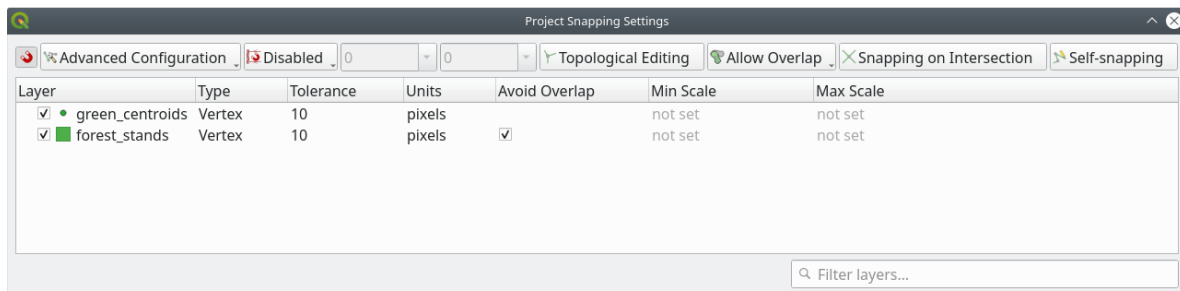 Project Snapping Settings
Advanced Configuration Disabled 0 0 Topological Editing Allow Overlap Snapping on Intersection Self-snapping
Layer Type Tolerance Units Avoid Overlap Min Scale Max Scale
green_centroids Vertex 10 pixels not set not set
forest_stands Vertex 10 pixels not set not set
Filter layers...